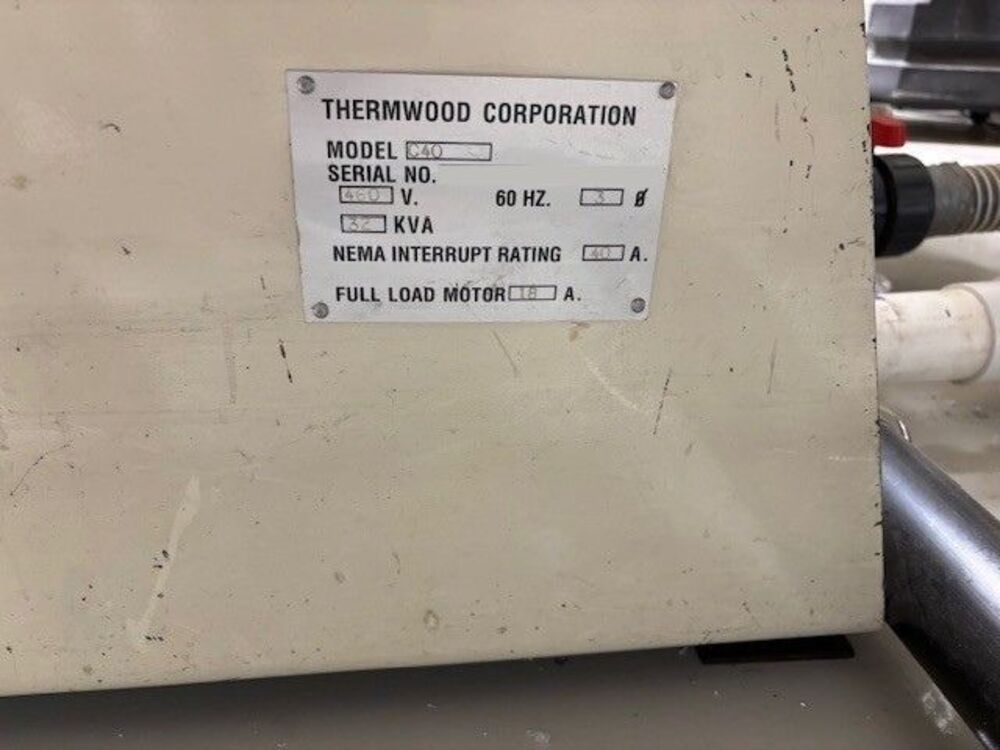 THERMWOOD CORPORATION
MODEL C40
SERIAL NO.
460 V. 60 HZ. 3 Ø
32 KVA
NEMA INTERRUPT RATING 40 A.
FULL LOAD MOTOR 18 A.